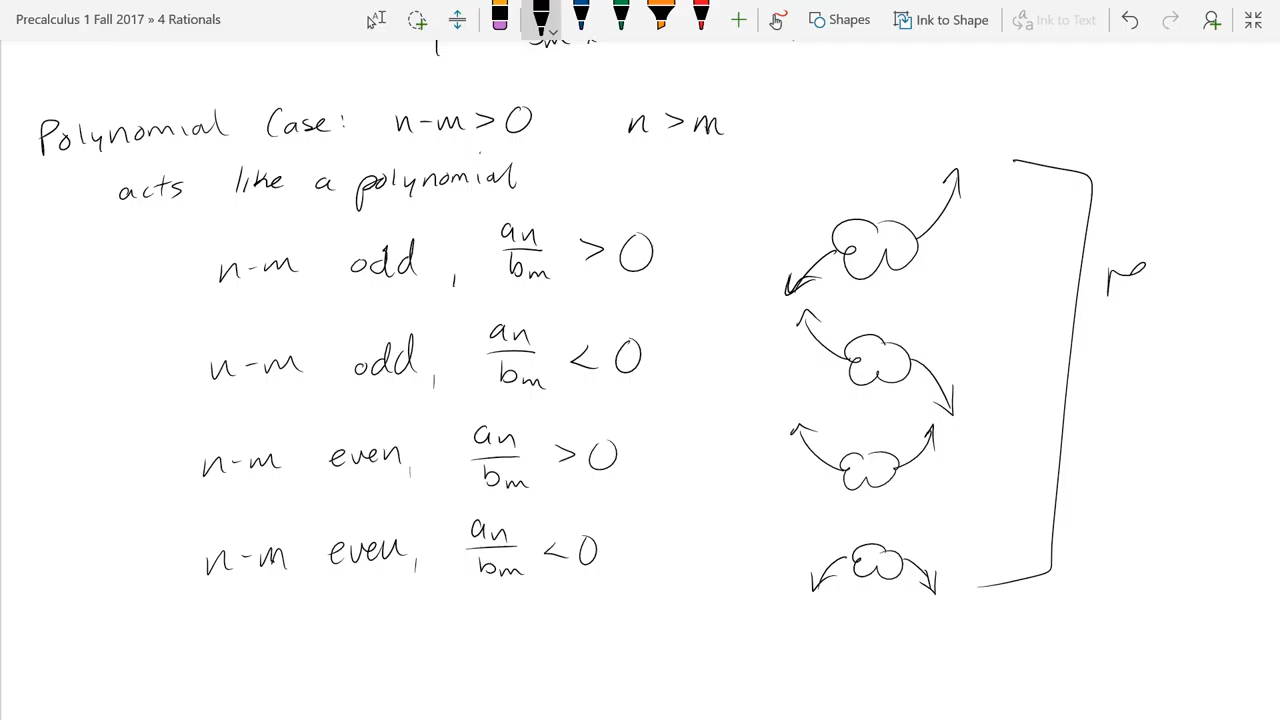 Precalculus 1 Fall 2017 » 4 Rationals
Shapes
Ink to Shape
Ink to Text
Polynomial Case: n-m>0 n>m
acts like a polynomial
n-m odd, an/bm > 0
n-m odd, an/bm < 0
n-m even, an/bm > 0
n-m even, an/bm < 0